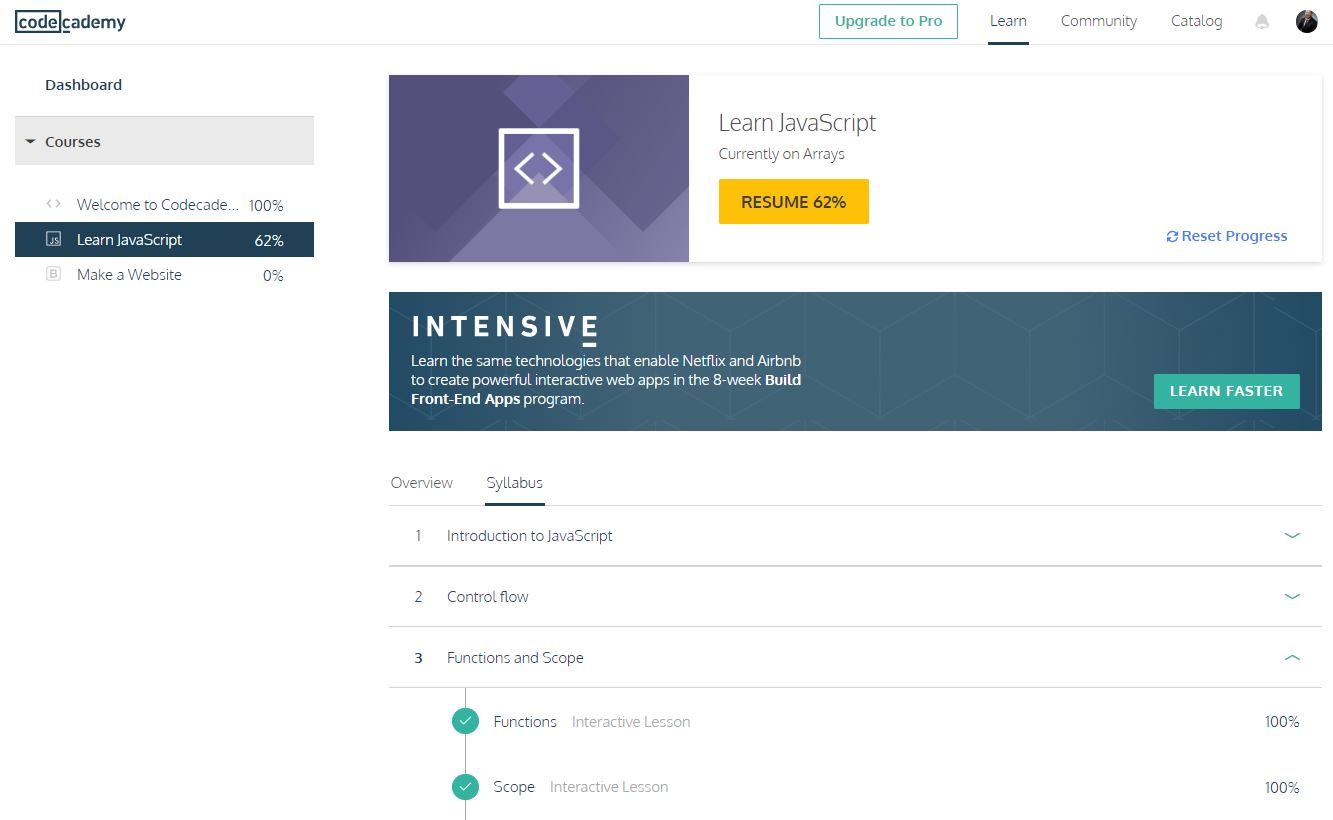 codecademy
Upgrade to Pro
Learn
Community
Catalog
Dashboard
Courses
Welcome to Codecade... 100%
JS Learn JavaScript 62%
B Make a Website 0%
Learn JavaScript
Currently on Arrays
RESUME 62%
Reset Progress
INTENSIVE
Learn the same technologies that enable Netflix and Airbnb
to create powerful interactive web apps in the 8-week Build
Front-End Apps program.
LEARN FASTER
Overview
Syllabus
1 Introduction to JavaScript
2 Control flow
3 Functions and Scope
Functions Interactive Lesson 100%
Scope Interactive Lesson 100%